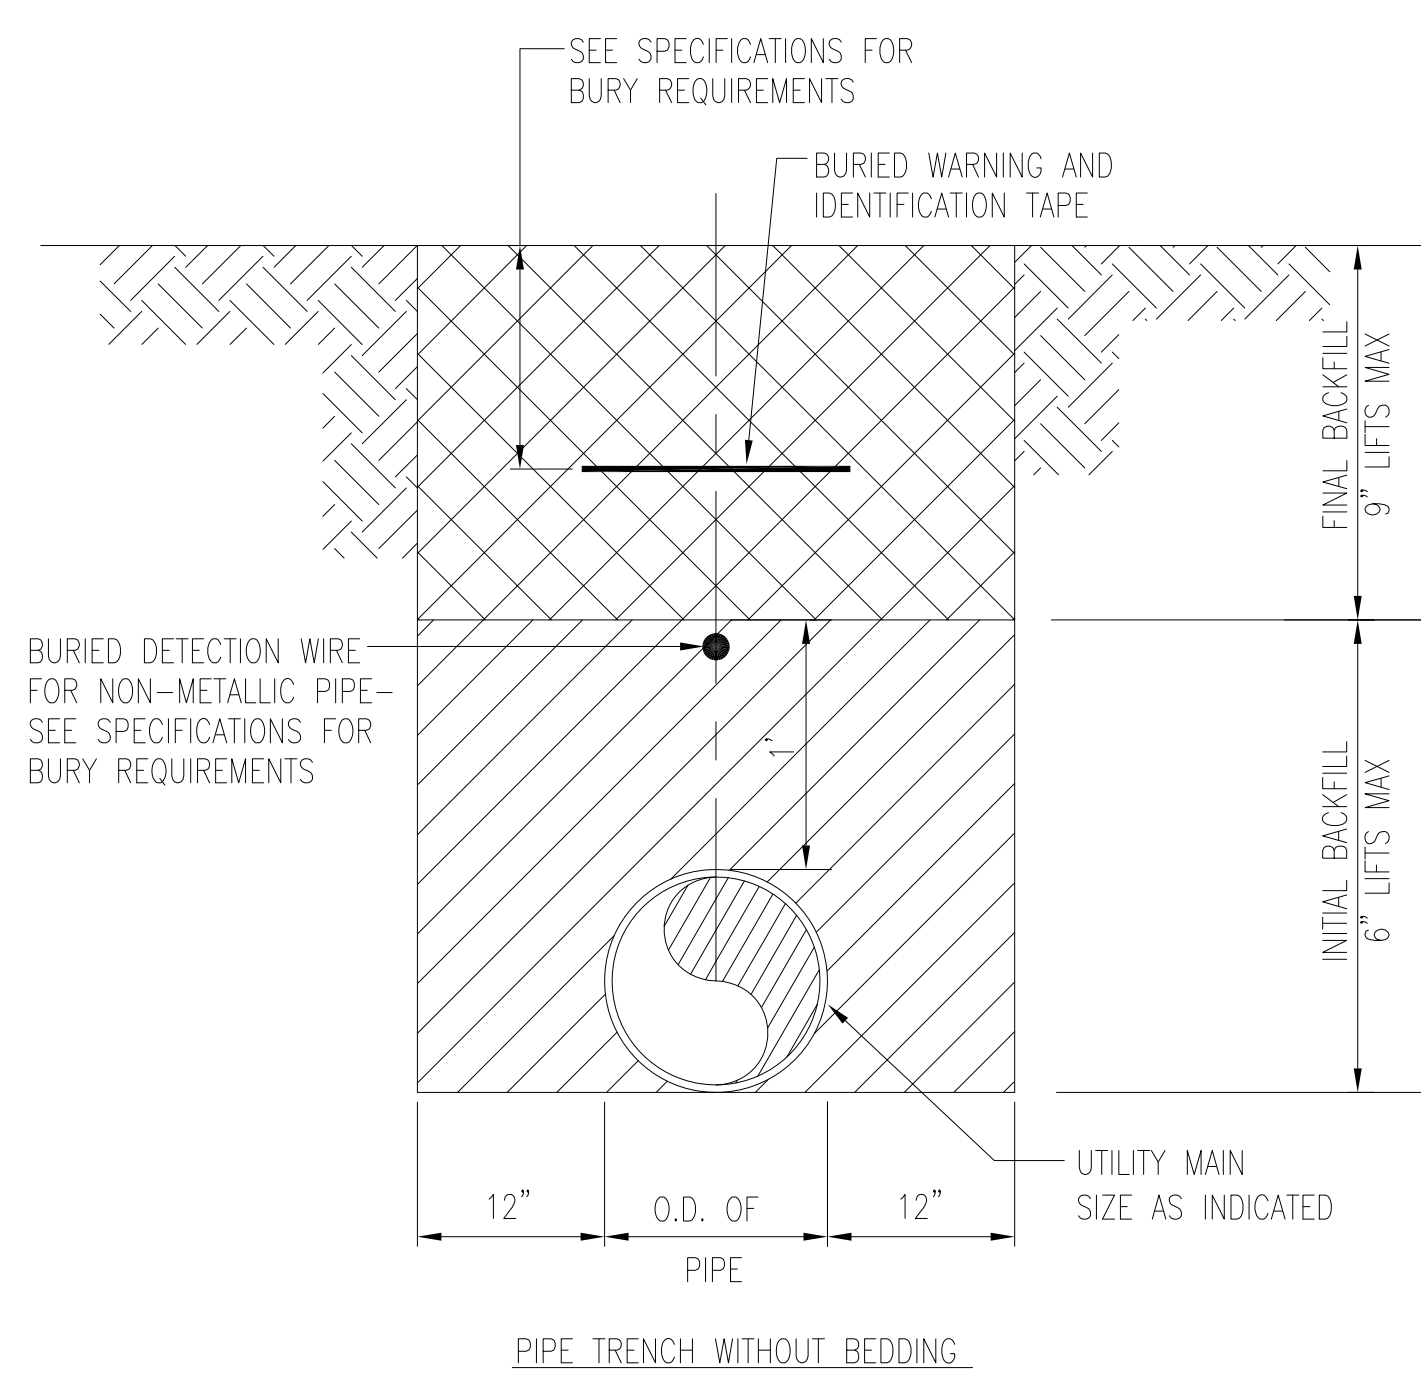 SEE SPECIFICATIONS FOR
BURY REQUIREMENTS
BURIED WARNING AND
IDENTIFICATION TAPE
FINAL BACKFILL
9" LIFTS MAX
BURIED DETECTION WIRE
FOR NON-METALLIC PIPE-
SEE SPECIFICATIONS FOR
BURY REQUIREMENTS
1'
INITIAL BACKFILL
6" LIFTS MAX
UTILITY MAIN
SIZE AS INDICATED
12"
O.D. OF
PIPE
12"
PIPE TRENCH WITHOUT BEDDING